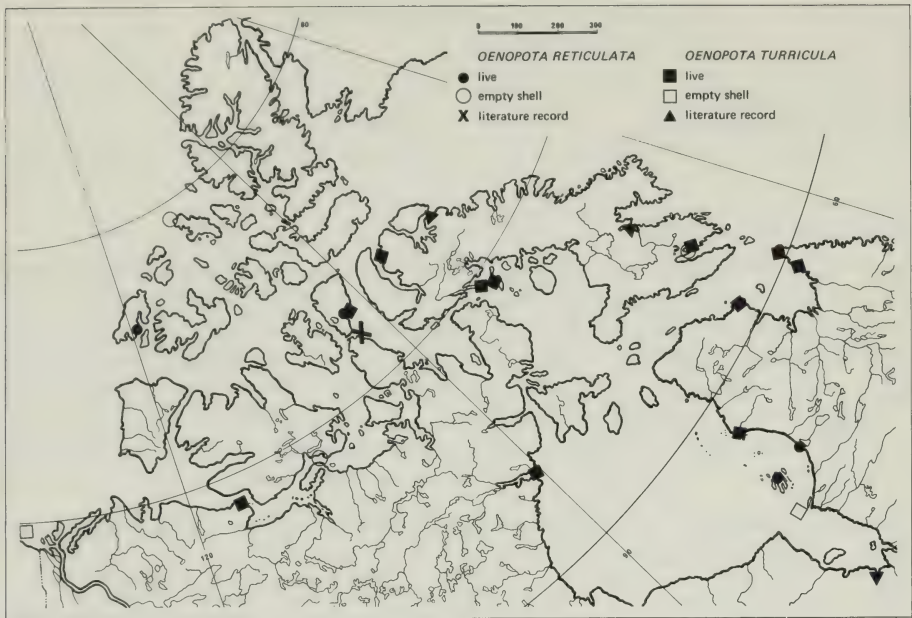 80
0 100 200 300
OENOPOTA RETICULATA
live
empty shell
X literature record
OENOPOTA TURRICULA
live
empty shell
literature record
60
120
90